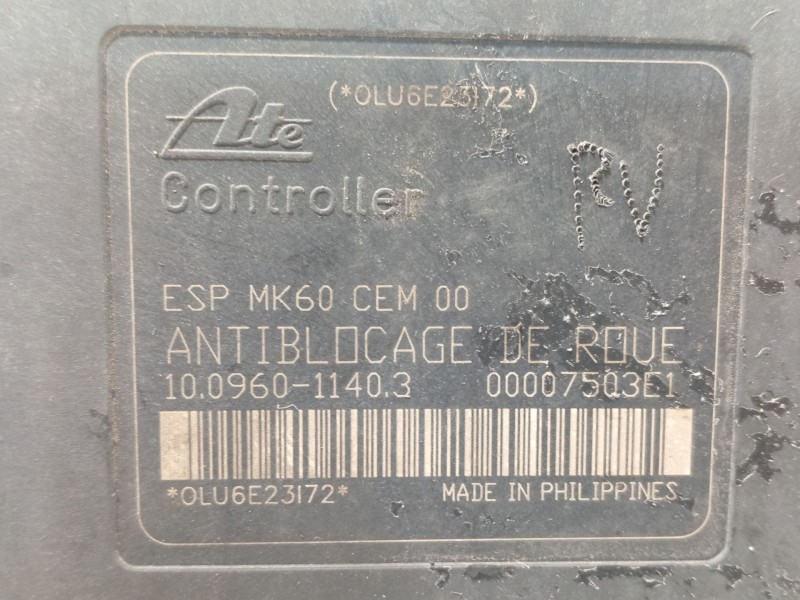 (*OLU6E23172*)
Ate
RV
Controller
ESP MK60 CEM 00
ANTIBLOCAGE DE ROUE
10.0960-1140.3 00007503E1
*OLU6E23172*
MADE IN PHILIPPINES